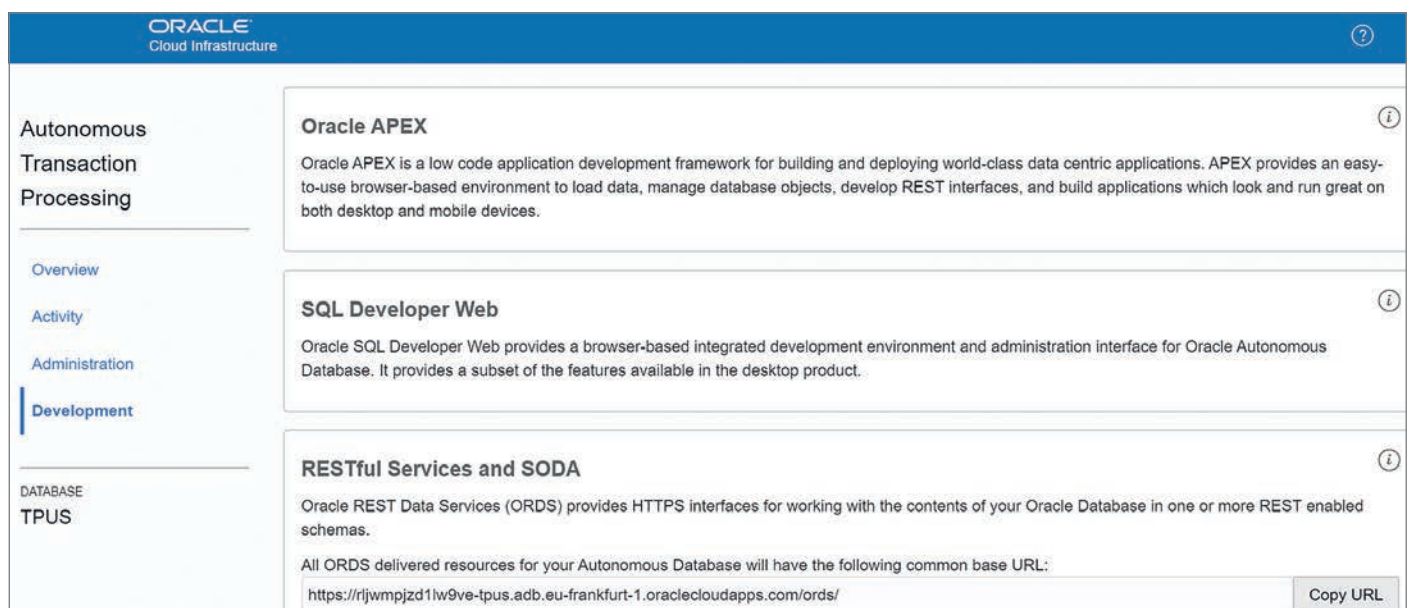 ORACLE
Cloud Infrastructure
?
Autonomous
Transaction
Processing
Overview
Activity
Administration
Development
DATABASE
TPUS
Oracle APEX
i
Oracle APEX is a low code application development framework for building and deploying world-class data centric applications. APEX provides an easy-
to-use browser-based environment to load data, manage database objects, develop REST interfaces, and build applications which look and run great on
both desktop and mobile devices.
SQL Developer Web
i
Oracle SQL Developer Web provides a browser-based integrated development environment and administration interface for Oracle Autonomous
Database. It provides a subset of the features available in the desktop product.
RESTful Services and SODA
i
Oracle REST Data Services (ORDS) provides HTTPS interfaces for working with the contents of your Oracle Database in one or more REST enabled
schemas.
All ORDS delivered resources for your Autonomous Database will have the following common base URL:
https://rljwmpjzd1lw9ve-tpus.adb.eu-frankfurt-1.oraclecloudapps.com/ords/
Copy URL